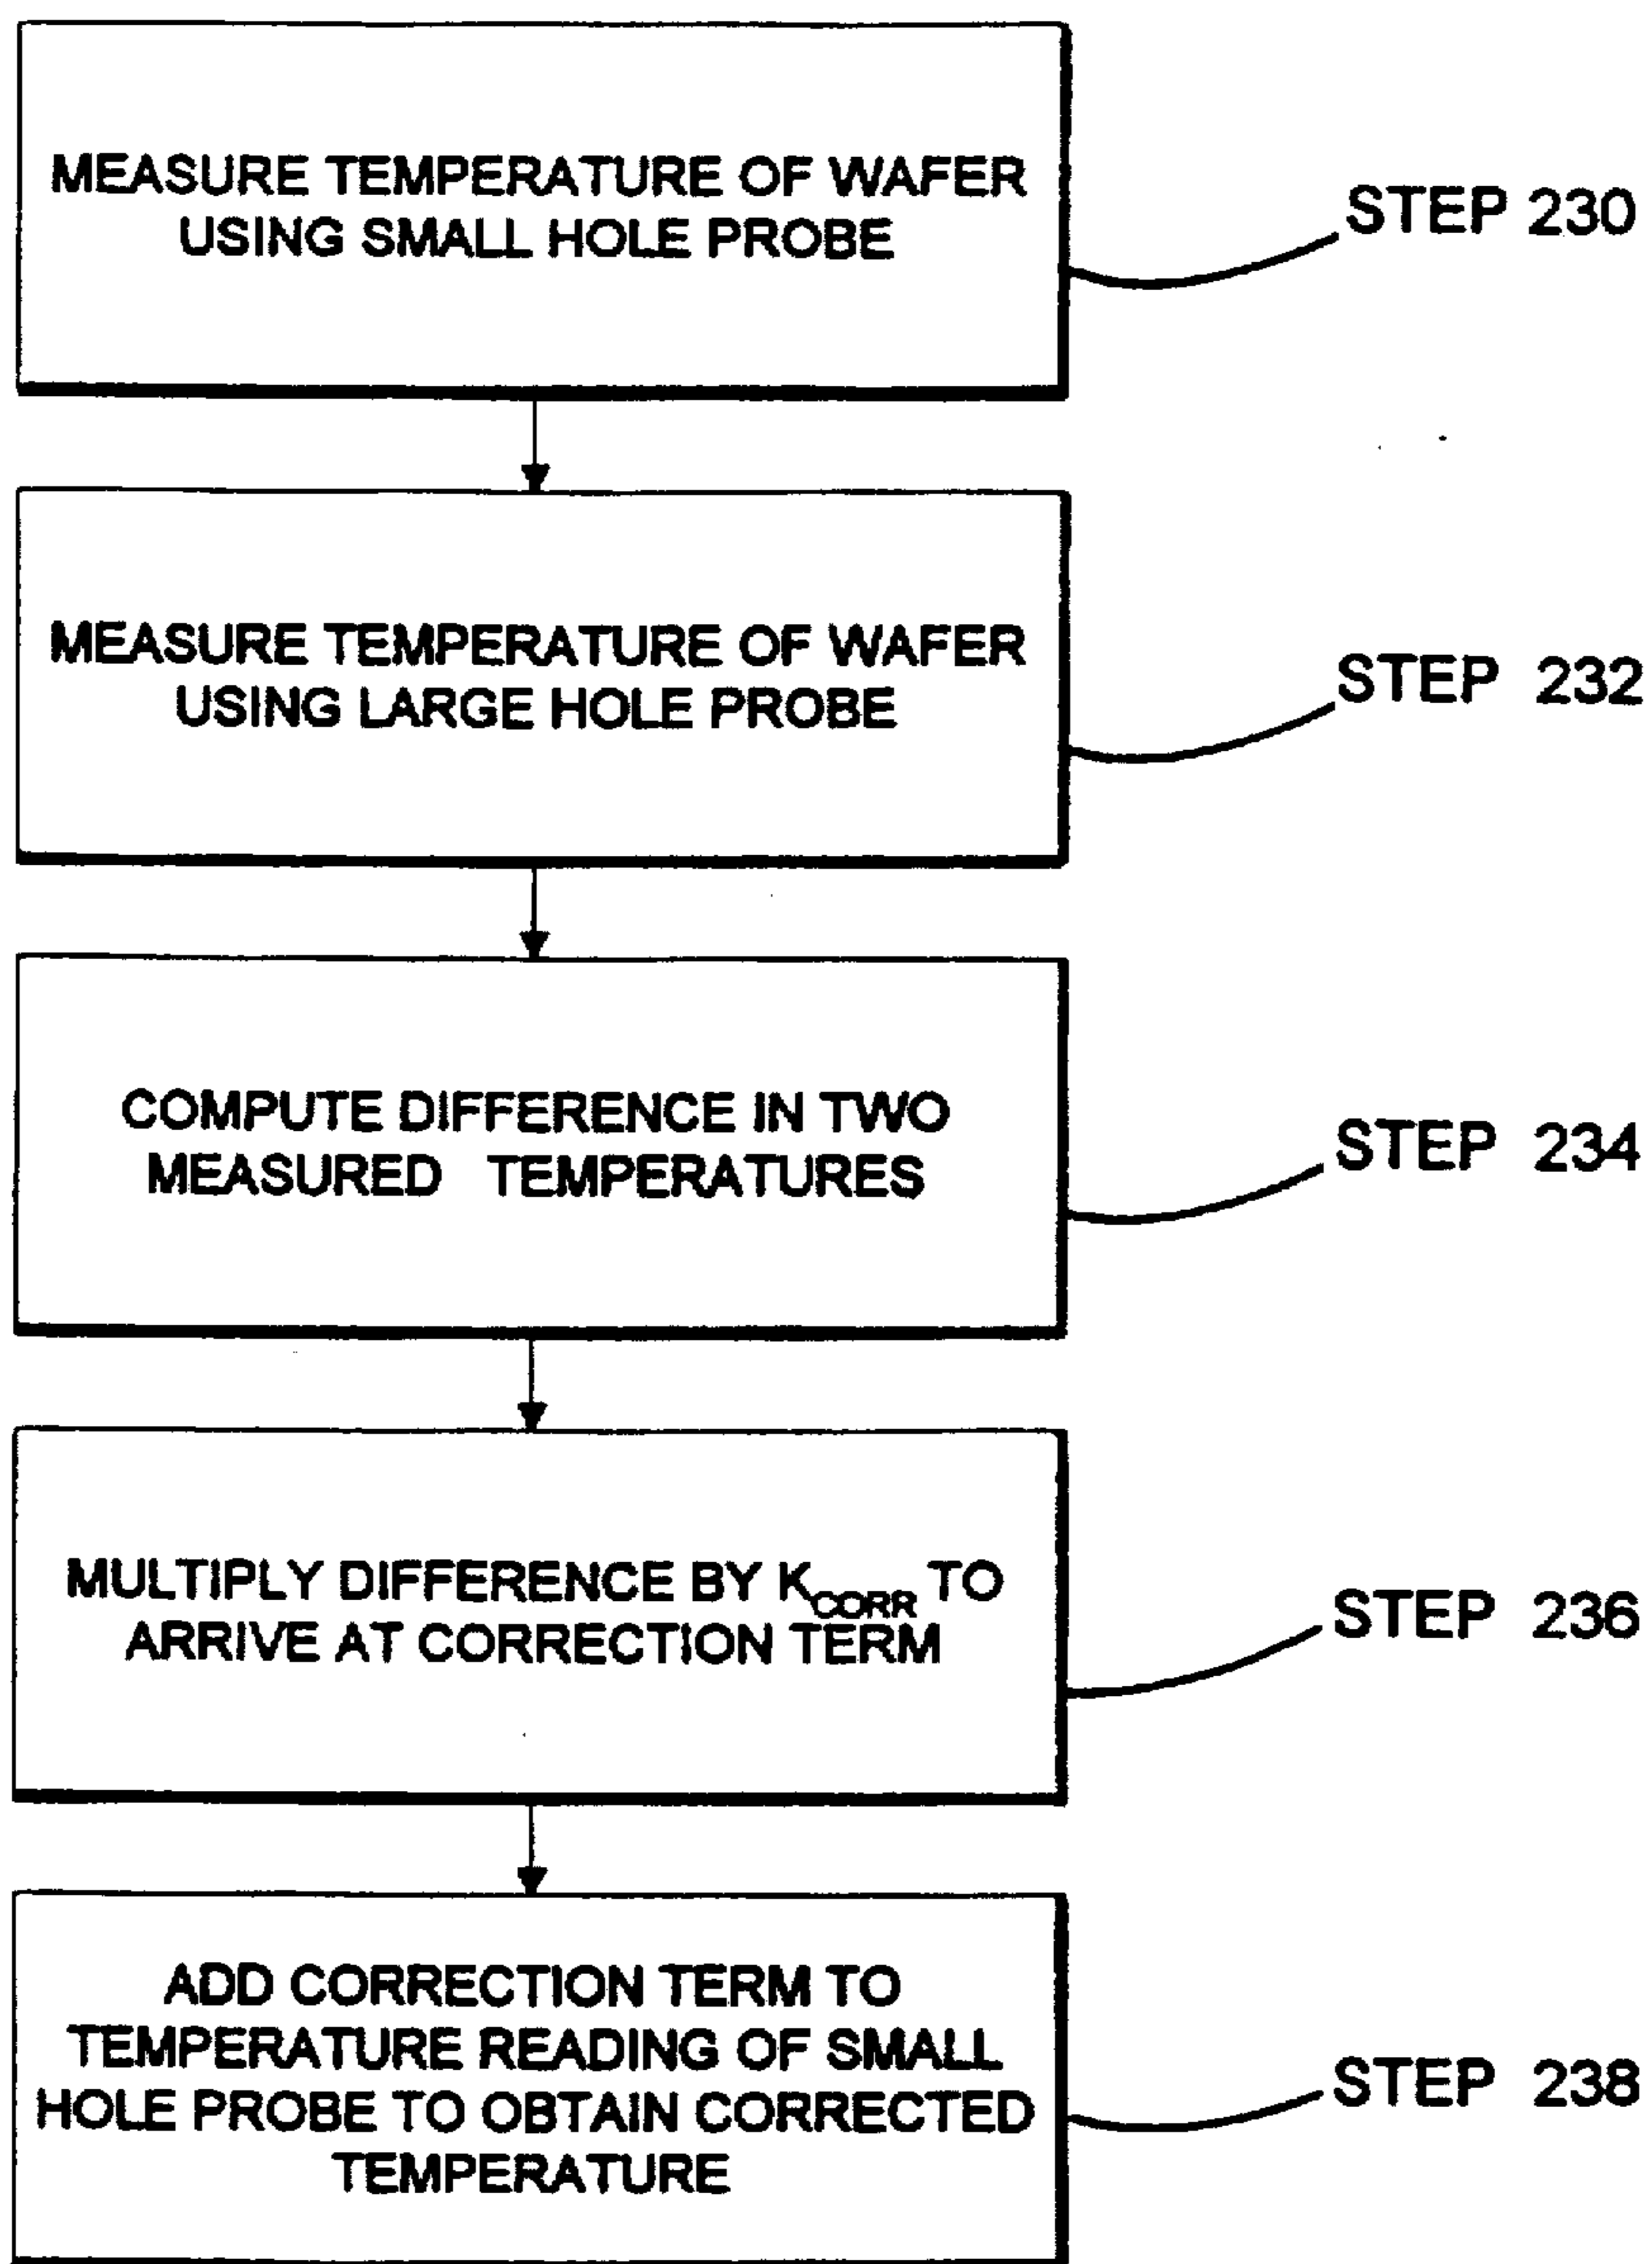 MEASURE TEMPERATURE OF WAFER
USING SMALL HOLE PROBE
STEP 230
MEASURE TEMPERATURE OF WAFER
USING LARGE HOLE PROBE
STEP 232
COMPUTE DIFFERENCE IN TWO
MEASURED TEMPERATURES
STEP 234
MULTIPLY DIFFERENCE BY KCORR TO
ARRIVE AT CORRECTION TERM
STEP 236
ADD CORRECTION TERM TO
TEMPERATURE READING OF SMALL
HOLE PROBE TO OBTAIN CORRECTED
TEMPERATURE
STEP 238